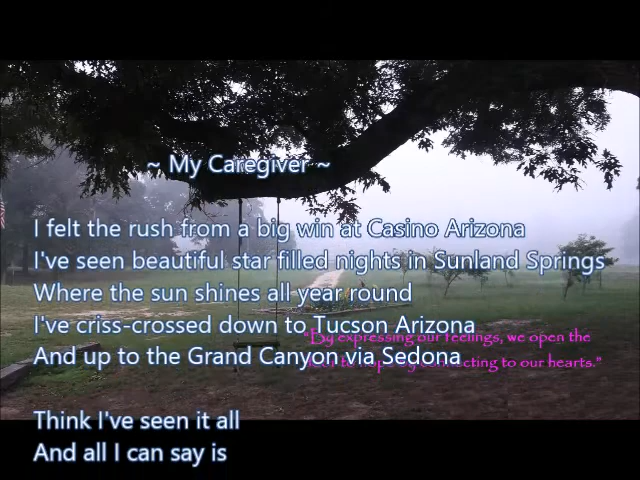 ~ My Caregiver ~
I felt the rush from a big win at Casino Arizona
I've seen beautiful star filled nights in Sunland Springs
Where the sun shines all year round
I've criss-crossed down to Tucson Arizona
"By expressing our feelings, we open the
And up to the Grand Canyon via Sedona
to hope by connecting to our hearts."
Think I've seen it all
And all I can say is